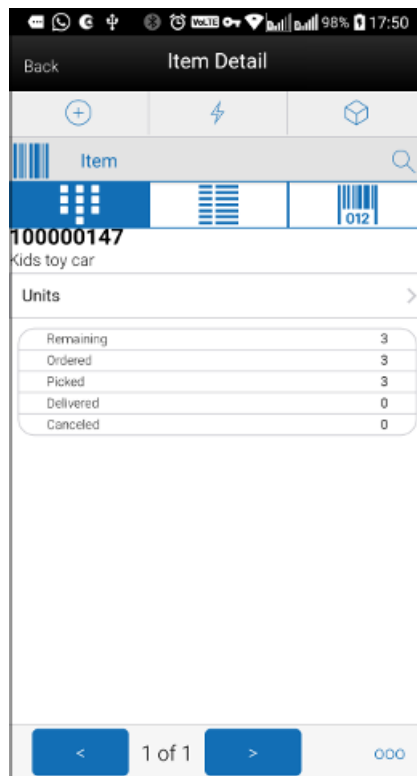 VoLTE 98% 17:50
Back Item Detail
Item
012
100000147
Kids toy car
Units
Remaining 3
Ordered 3
Picked 3
Delivered 0
Canceled 0
< 1 of 1 >